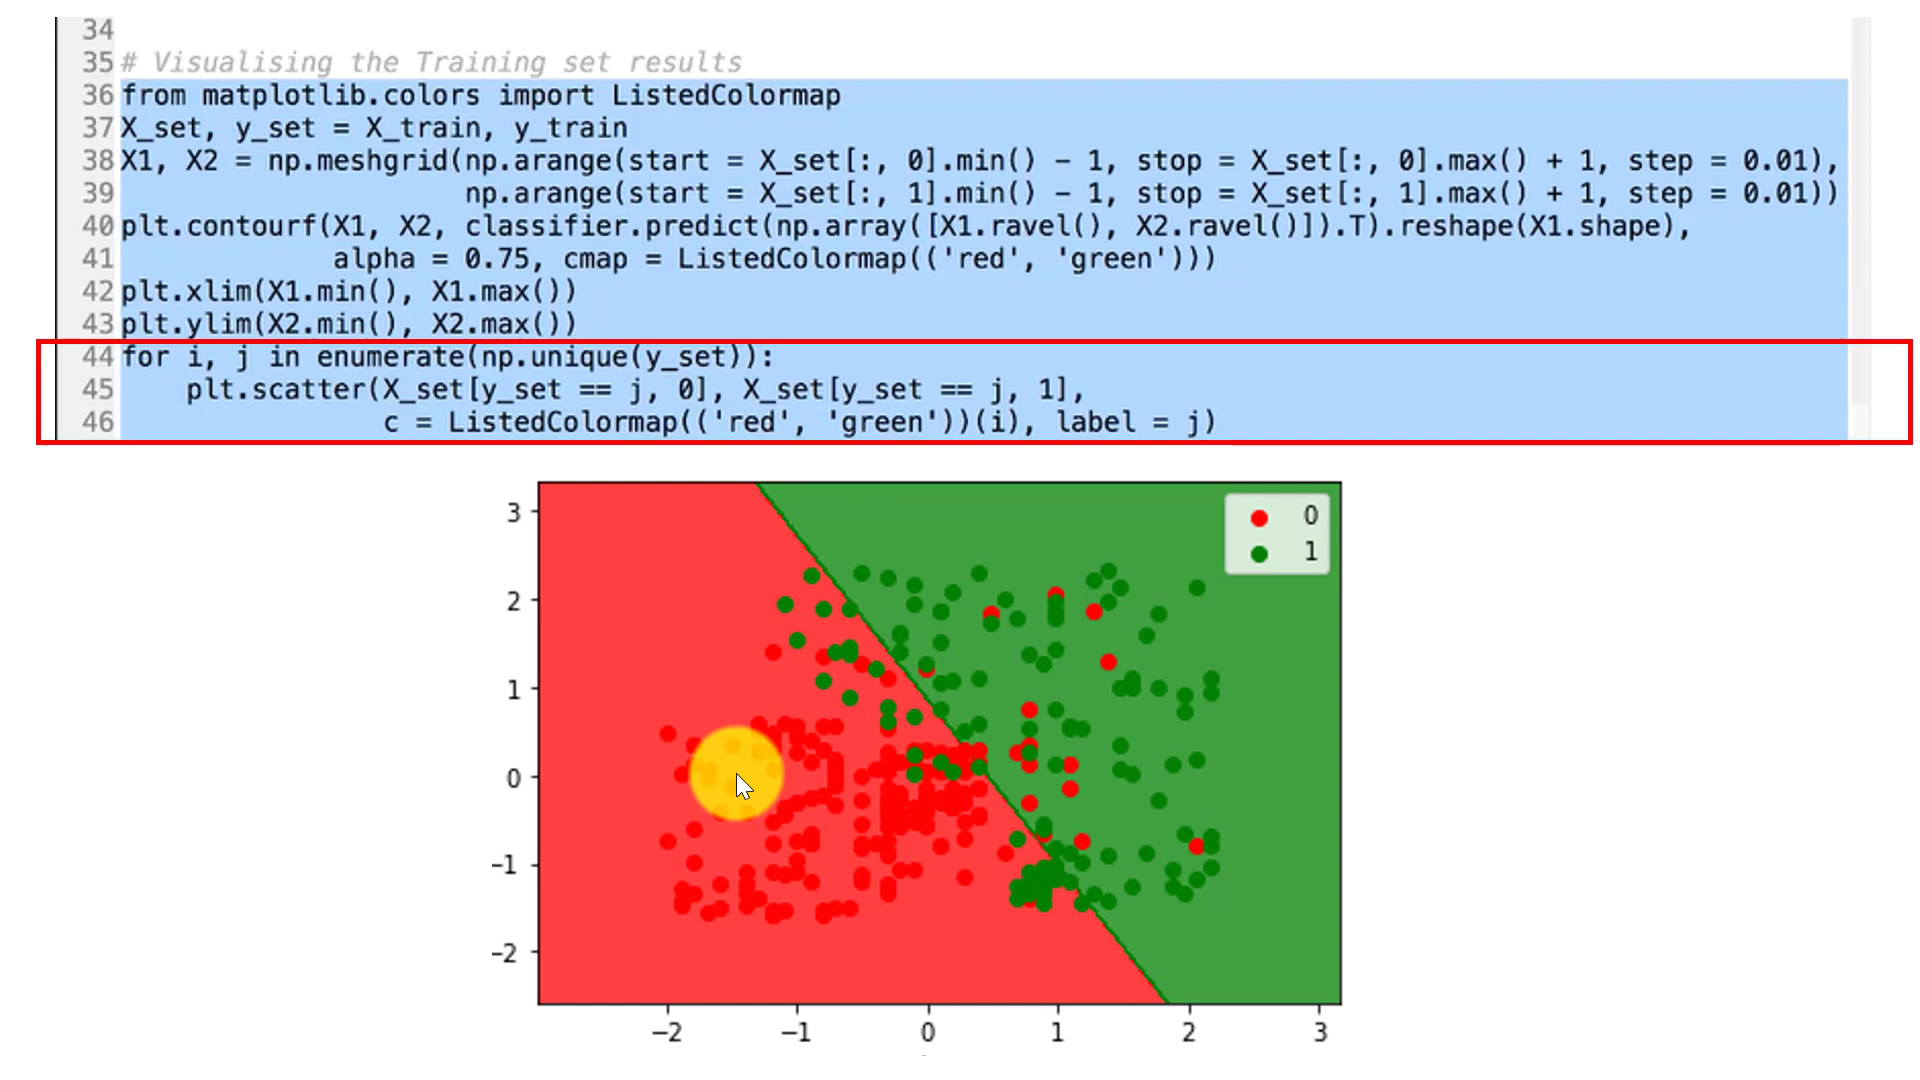 34
35 # Visualising the Training set results
36 from matplotlib.colors import ListedColormap
37 X_set, y_set = X_train, y_train
38 X1, X2 = np.meshgrid(np.arange(start = X_set[:, 0].min() - 1, stop = X_set[:, 0].max() + 1, step = 0.01),
39                      np.arange(start = X_set[:, 1].min() - 1, stop = X_set[:, 1].max() + 1, step = 0.01))
40 plt.contourf(X1, X2, classifier.predict(np.array([X1.ravel(), X2.ravel()]).T).reshape(X1.shape),
41              alpha = 0.75, cmap = ListedColormap(('red', 'green')))
42 plt.xlim(X1.min(), X1.max())
43 plt.ylim(X2.min(), X2.max())
44 for i, j in enumerate(np.unique(y_set)):
45     plt.scatter(X_set[y_set == j, 0], X_set[y_set == j, 1],
46                 c = ListedColormap(('red', 'green'))(i), label = j)
3
2
1
0
−1
−2
0
1
−2 −1 0 1 2 3